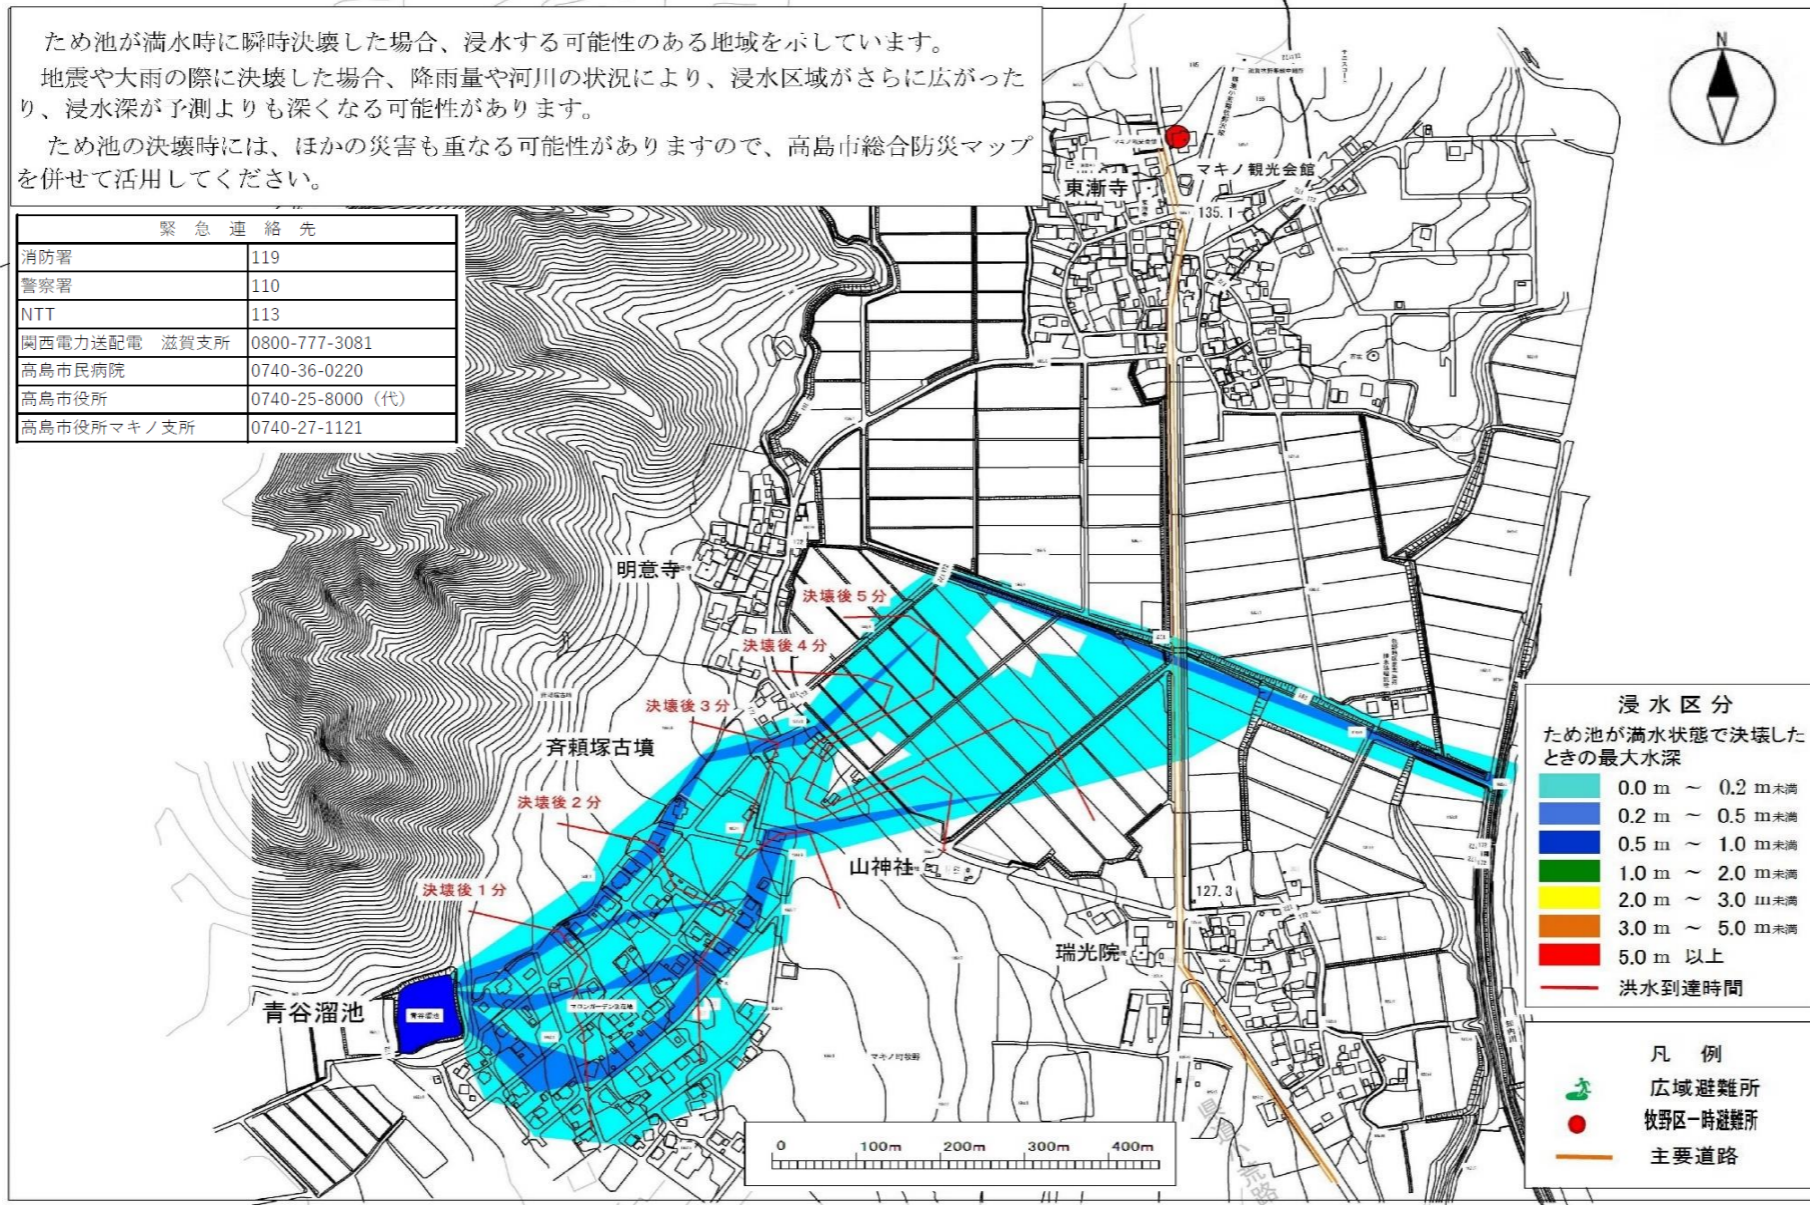 ため池が満水時に瞬時決壊した場合、浸水する可能性のある地域を示しています。
地震や大雨の際に決壊した場合、降雨量や河川の状況により、浸水区域がさらに広がった
り、浸水深が予測よりも深くなる可能性があります。
ため池の決壊時には、ほかの災害も重なる可能性がありますので、高島市総合防災マップ
を併せて活用してください。
緊急連絡先
消防署 119
警察署 110
NTT 113
関西電力送配電 滋賀支所 0800-777-3081
高島市民病院 0740-36-0220
高島市役所 0740-25-8000（代）
高島市役所マキノ支所 0740-27-1121
N
マキノ観光会館
東漸寺
135.1
明意寺
決壊後５分
決壊後４分
決壊後３分
斉頼塚古墳
決壊後２分
決壊後１分
山神社
127.3
瑞光院
青谷溜池
青谷溜池
マキノ町牧野
0 100m 200m 300m 400m
浸水区分
ため池が満水状態で決壊した
ときの最大水深
0.0 m ～ 0.2 m未満
0.2 m ～ 0.5 m未満
0.5 m ～ 1.0 m未満
1.0 m ～ 2.0 m未満
2.0 m ～ 3.0 m未満
3.0 m ～ 5.0 m未満
5.0 m 以上
洪水到達時間
凡例
広域避難所
牧野区一時避難所
主要道路